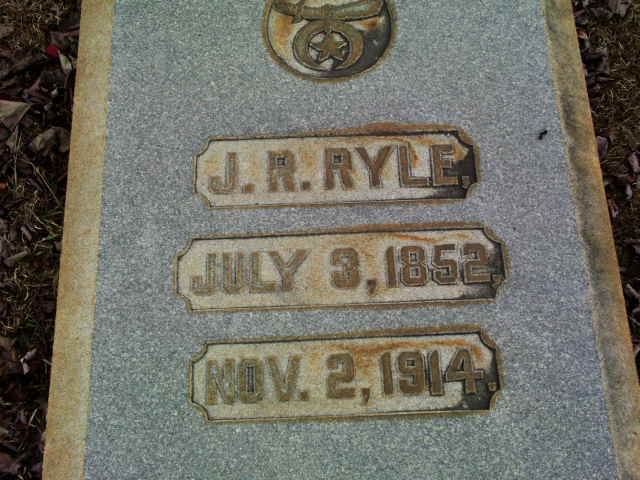 J. R. RYLE.
JULY 3, 1852.
NOV. 2, 1914.